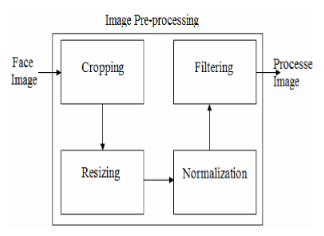 Image Pre-processing
Face
Image
Cropping
Filtering
Processe
Image
Resizing
Normalization